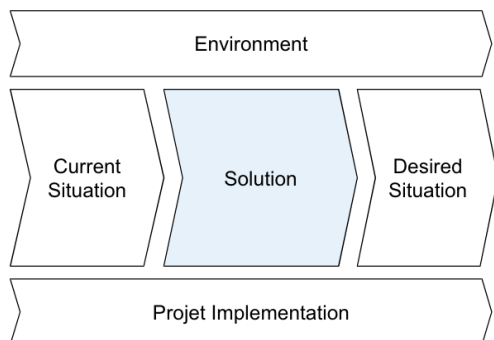 Environment
Current
Situation
Solution
Desired
Situation
Projet Implementation